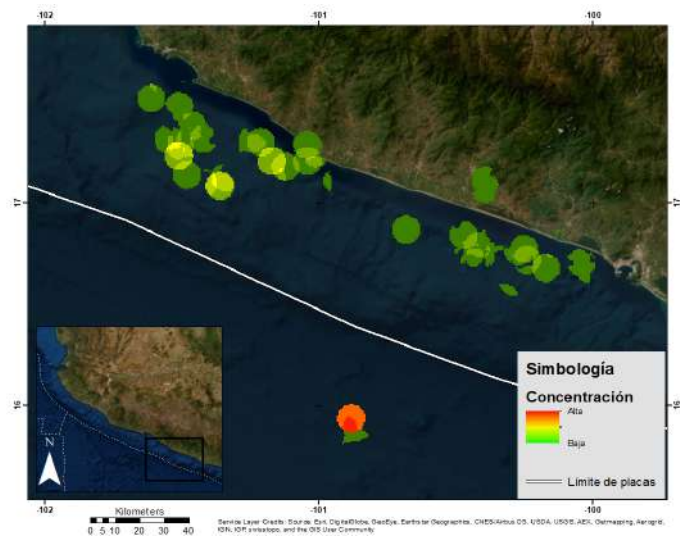 -102
-101
-100
17
17
16
16
N
Simbología
Concentración
Alta
Baja
Límite de placas
-102
-101
-100
Kilometers
0 5 10 20 30 40
Service Layer Credits: Source: Esri, DigitalGlobe, GeoEye, Earthstar Geographics, CNES/Airbus DS, USDA, USGS, AEX, Getmapping, Aerogrid,
IGN, IGP, swisstopo, and the GIS User Community